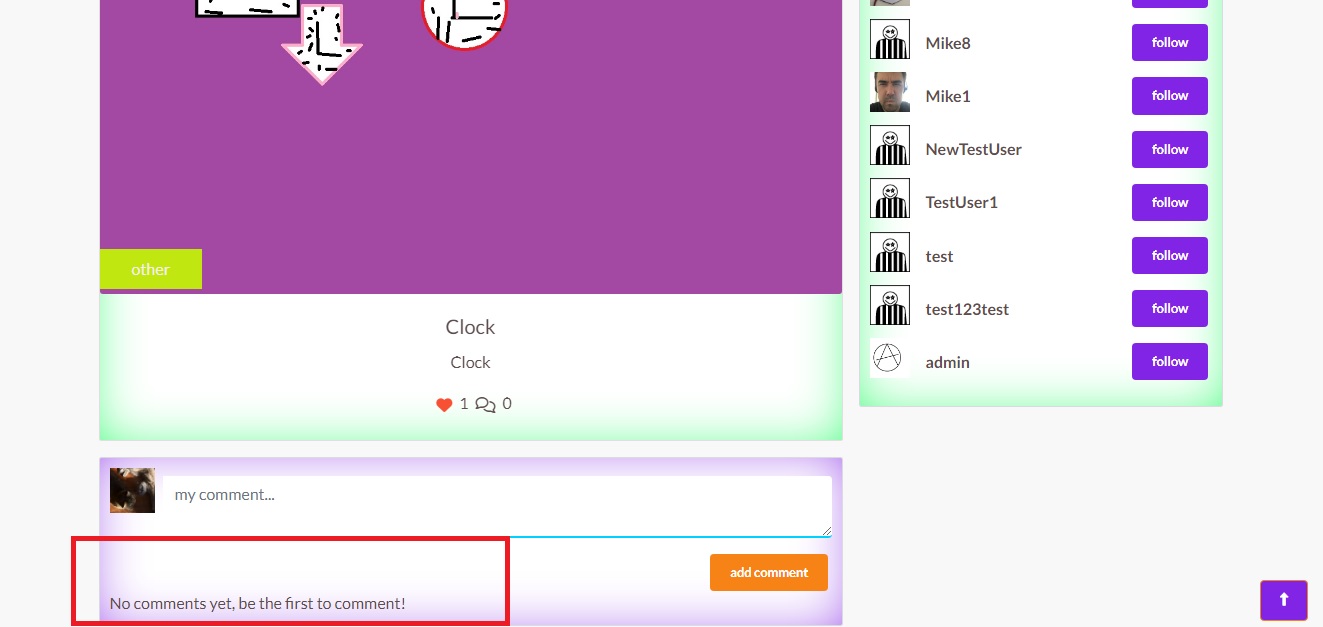 other
Clock
Clock
1 0
my comment...
add comment
No comments yet, be the first to comment!
Mike8 follow
Mike1 follow
NewTestUser follow
TestUser1 follow
test follow
test123test follow
admin follow